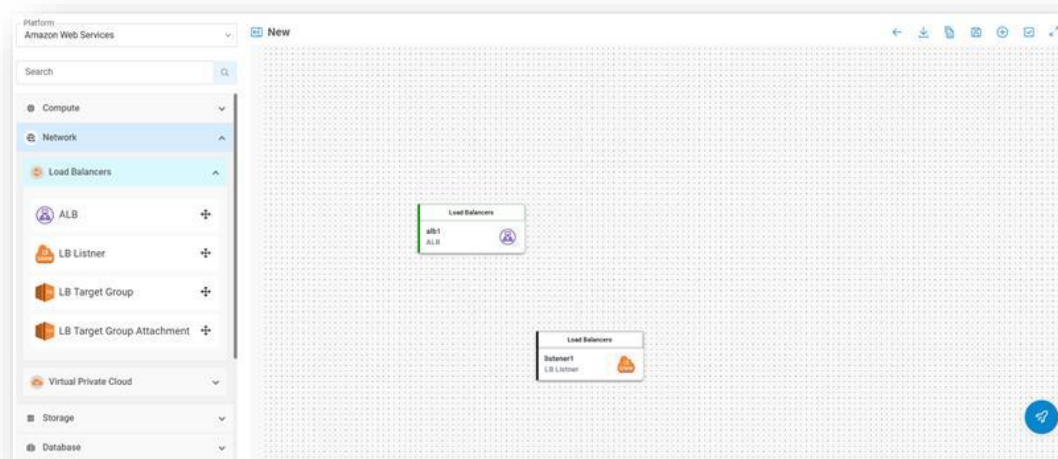 Platform
Amazon Web Services
Search
Compute
Network
Load Balancers
ALB
LB Listner
LB Target Group
LB Target Group Attachment
Virtual Private Cloud
Storage
Database
New
Load Balancers
alb1
ALB
Load Balancers
listener1
LB Listner